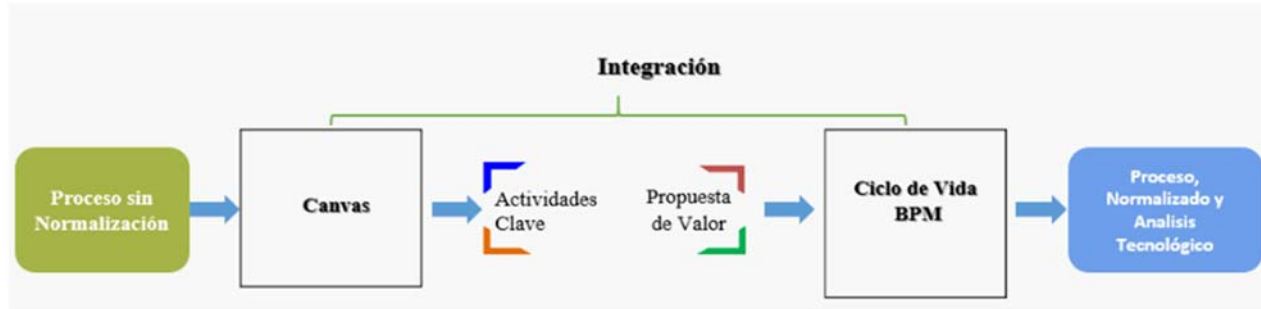 Integración
Proceso sin
Normalización
Canvas
Actividades
Clave
Propuesta
de Valor
Ciclo de Vida
BPM
Proceso,
Normalizado y
Analisis
Tecnológico